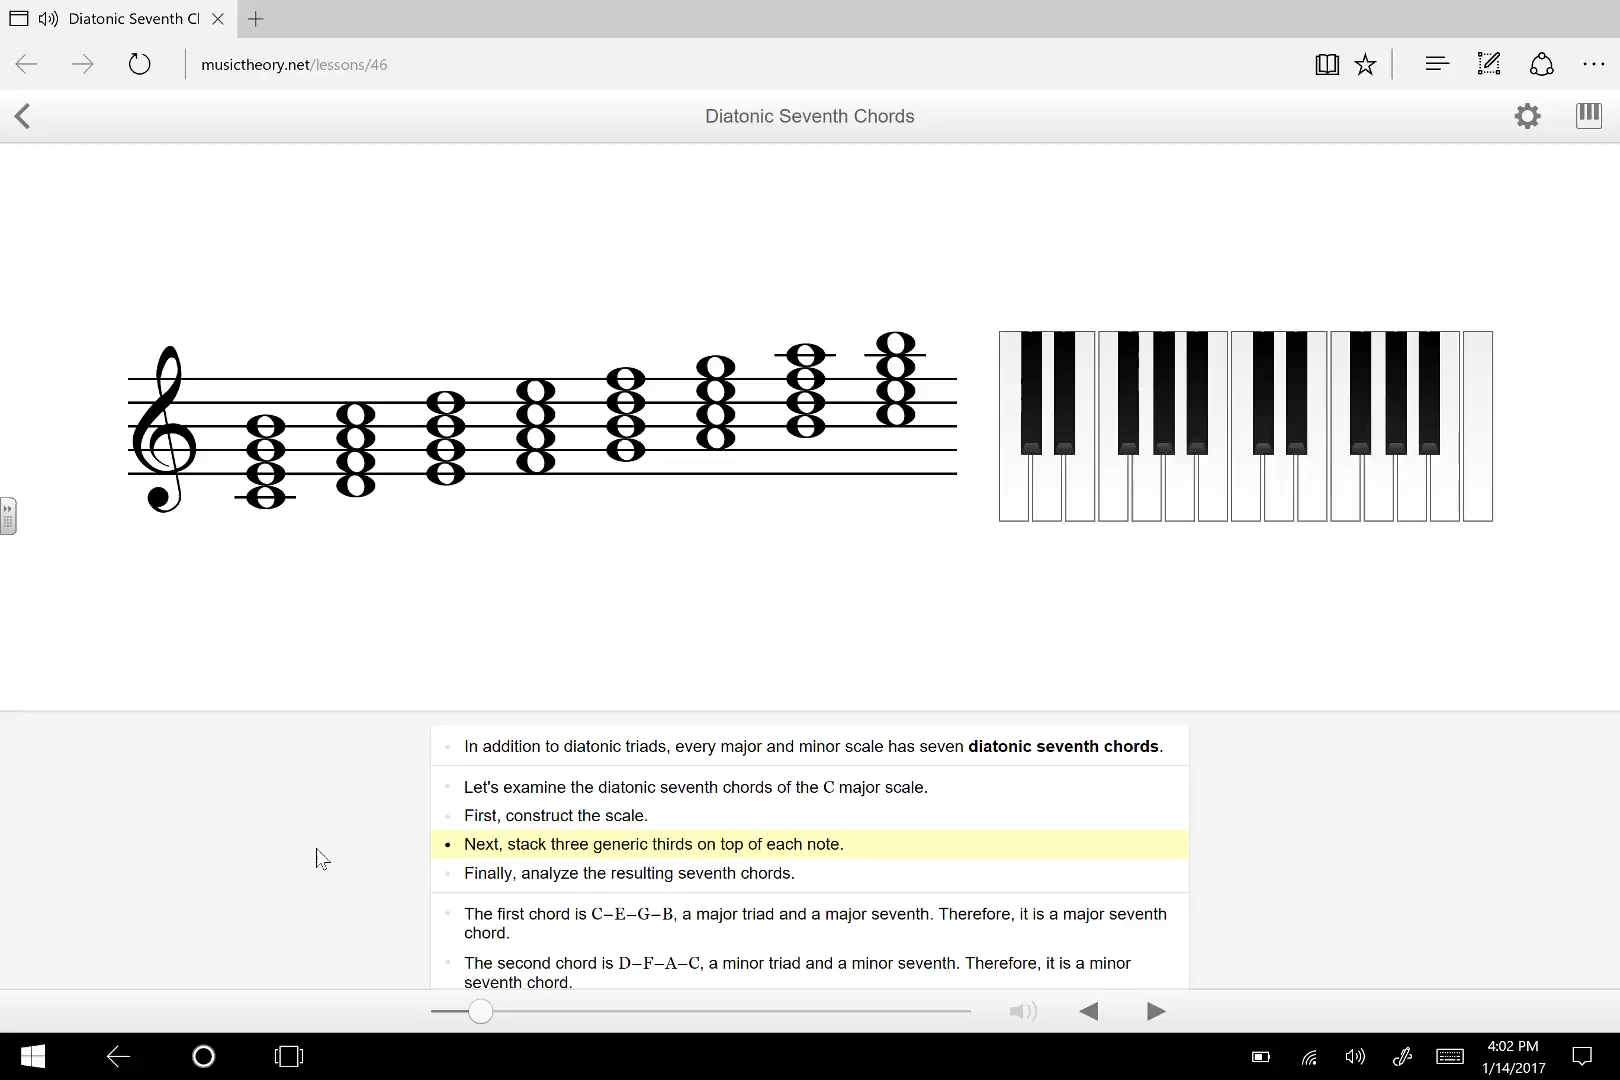 Diatonic Seventh Cl
musictheory.net/lessons/46
Diatonic Seventh Chords
In addition to diatonic triads, every major and minor scale has seven diatonic seventh chords.
Let's examine the diatonic seventh chords of the C major scale.
First, construct the scale.
Next, stack three generic thirds on top of each note.
Finally, analyze the resulting seventh chords.
The first chord is C–E–G–B, a major triad and a major seventh. Therefore, it is a major seventh
chord.
The second chord is D–F–A–C, a minor triad and a minor seventh. Therefore, it is a minor
seventh chord.
4:02 PM
1/14/2017